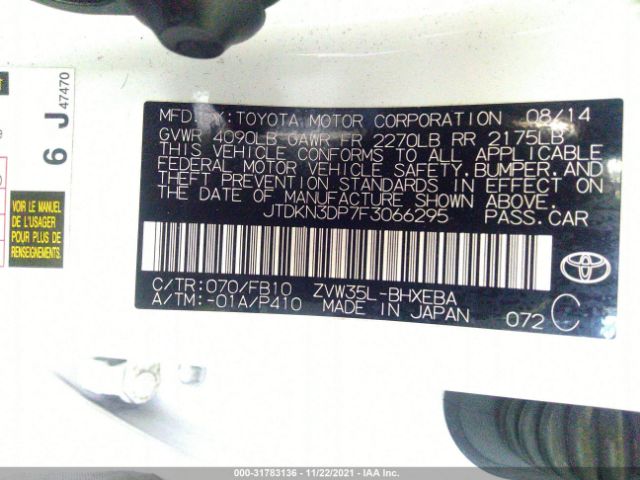 MFD. BY: TOYOTA MOTOR CORPORATION 08/14
GVWR 4090LB GAWR FR 2270LB RR 2175LB
THIS VEHICLE CONFORMS TO ALL APPLICABLE
FEDERAL MOTOR VEHICLE SAFETY, BUMPER, AND
THEFT PREVENTION STANDARDS IN EFFECT ON
THE DATE OF MANUFACTURE SHOWN ABOVE.
JTDKN3DP7F3066295 PASS. CAR
C/TR: 070/FB10 ZVW35L-BHXEBA
A/TM: -01A/P410 MADE IN JAPAN
072 C
6 J 47470
VOIR LE MANUEL
DE L'USAGER
POUR PLUS DE
RENSEIGNEMENTS.
000-31783136 - 11/22/2021 - IAA Inc.